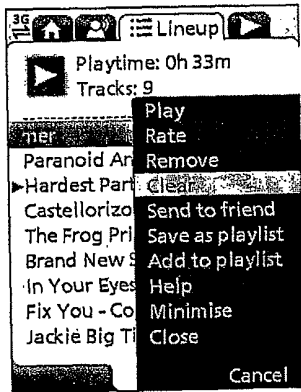 3G
Lineup
Playtime: 0h 33m
Tracks: 9
mer
Paranoid An
Hardest Part
Castellorizo
The Frog Pri
Brand New S
In Your Eyes
Fix You - Co
Jackie Big Ti
Play
Rate
Remove
Clear
Send to friend
Save as playlist
Add to playlist
Help
Minimise
Close
Cancel